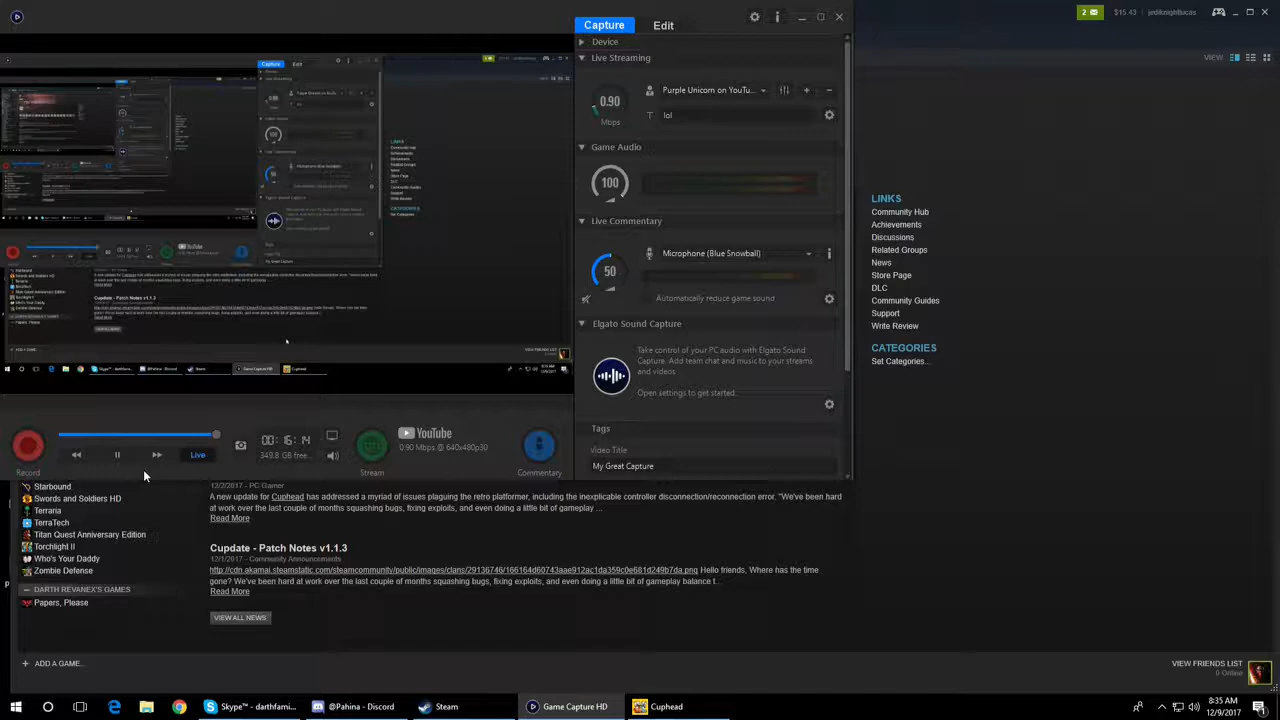 Capture Edit
$15.43 jediknightlucas
Device
Live Streaming
VIEW
0.90
Mbps
Purple Unicorn on YouTu...
lol
Game Audio
100
LINKS
Community Hub
Achievements
Discussions
Related Groups
News
Store Page
DLC
Community Guides
Support
Write Review
CATEGORIES
Set Categories...
Live Commentary
50
Microphone (Blue Snowball)
Automatically reduce game sound
Elgato Sound Capture
Take control of your PC audio with Elgato Sound
Capture. Add team chat and music to your streams
and videos.
Open settings to get started...
Tags
Video Title
My Great Capture
Record
Live
00:16:14
349.8 GB free...
Stream
YouTube
0.90 Mbps @ 640x480p30
Commentary
Starbound
Swords and Soldiers HD
Terraria
TerraTech
Titan Quest Anniversary Edition
Torchlight II
Who's Your Daddy
Zombie Defense
DARTH REVANEX'S GAMES
Papers, Please
12/2/2017 - PC Gamer
A new update for Cuphead has addressed a myriad of issues plaguing the retro platformer, including the inexplicable controller disconnection/reconnection error. "We've been hard
at work over the last couple of months squashing bugs, fixing exploits, and even doing a little bit of gameplay ...
Read More
Cupdate - Patch Notes v1.1.3
12/1/2017 - Community Announcements
http://cdn.akamai.steamstatic.com/steamcommunity/public/images/clans/29136746/166164d60743aae912ac1da359c0e681d249b7da.png Hello friends, Where has the time
gone? We've been hard at work over the last couple of months squashing bugs, fixing exploits, and even doing a little bit of gameplay balance t...
Read More
VIEW ALL NEWS
ADD A GAME...
VIEW FRIENDS LIST
0 Online
Skype™ - darthfami...
@Pahina - Discord
Steam
Game Capture HD
Cuphead
8:35 AM
12/9/2017